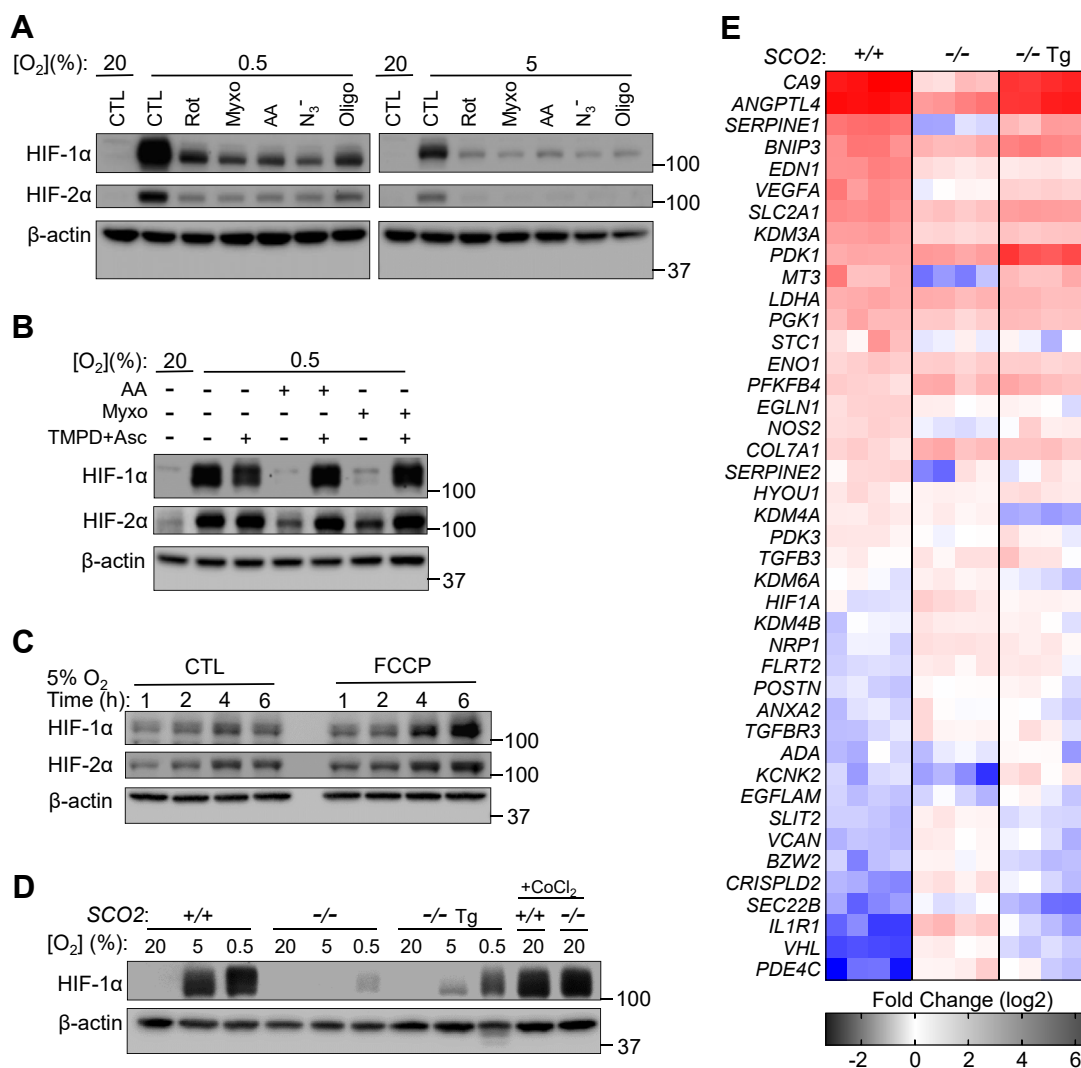 A
[O2](%): 20 0.5 20 5
CTL CTL Rot Myxo AA N3⁻ Oligo CTL CTL Rot Myxo AA N3⁻ Oligo
HIF-1α 100
HIF-2α 100
β-actin
37
B
[O2](%): 20 0.5
AA - - - + + - -
Myxo - - - - - + +
TMPD+Asc - - + - + - +
HIF-1α
100
HIF-2α 100
β-actin
37
C
5% O2 CTL FCCP
Time (h): 1 2 4 6 1 2 4 6
HIF-1α 100
HIF-2α 100
β-actin 37
D
+CoCl2
SCO2: +/+ -/- -/- Tg +/+ -/-
[O2] (%): 20 5 0.5 20 5 0.5 20 5 0.5 20 20
HIF-1α 100
β-actin
37
E
SCO2: +/+ -/- -/- Tg
CA9
ANGPTL4
SERPINE1
BNIP3
EDN1
VEGFA
SLC2A1
KDM3A
PDK1
MT3
LDHA
PGK1
STC1
ENO1
PFKFB4
EGLN1
NOS2
COL7A1
SERPINE2
HYOU1
KDM4A
PDK3
TGFB3
KDM6A
HIF1A
KDM4B
NRP1
FLRT2
POSTN
ANXA2
TGFBR3
ADA
KCNK2
EGFLAM
SLIT2
VCAN
BZW2
CRISPLD2
SEC22B
IL1R1
VHL
PDE4C
Fold Change (log2)
-2 0 2 4 6